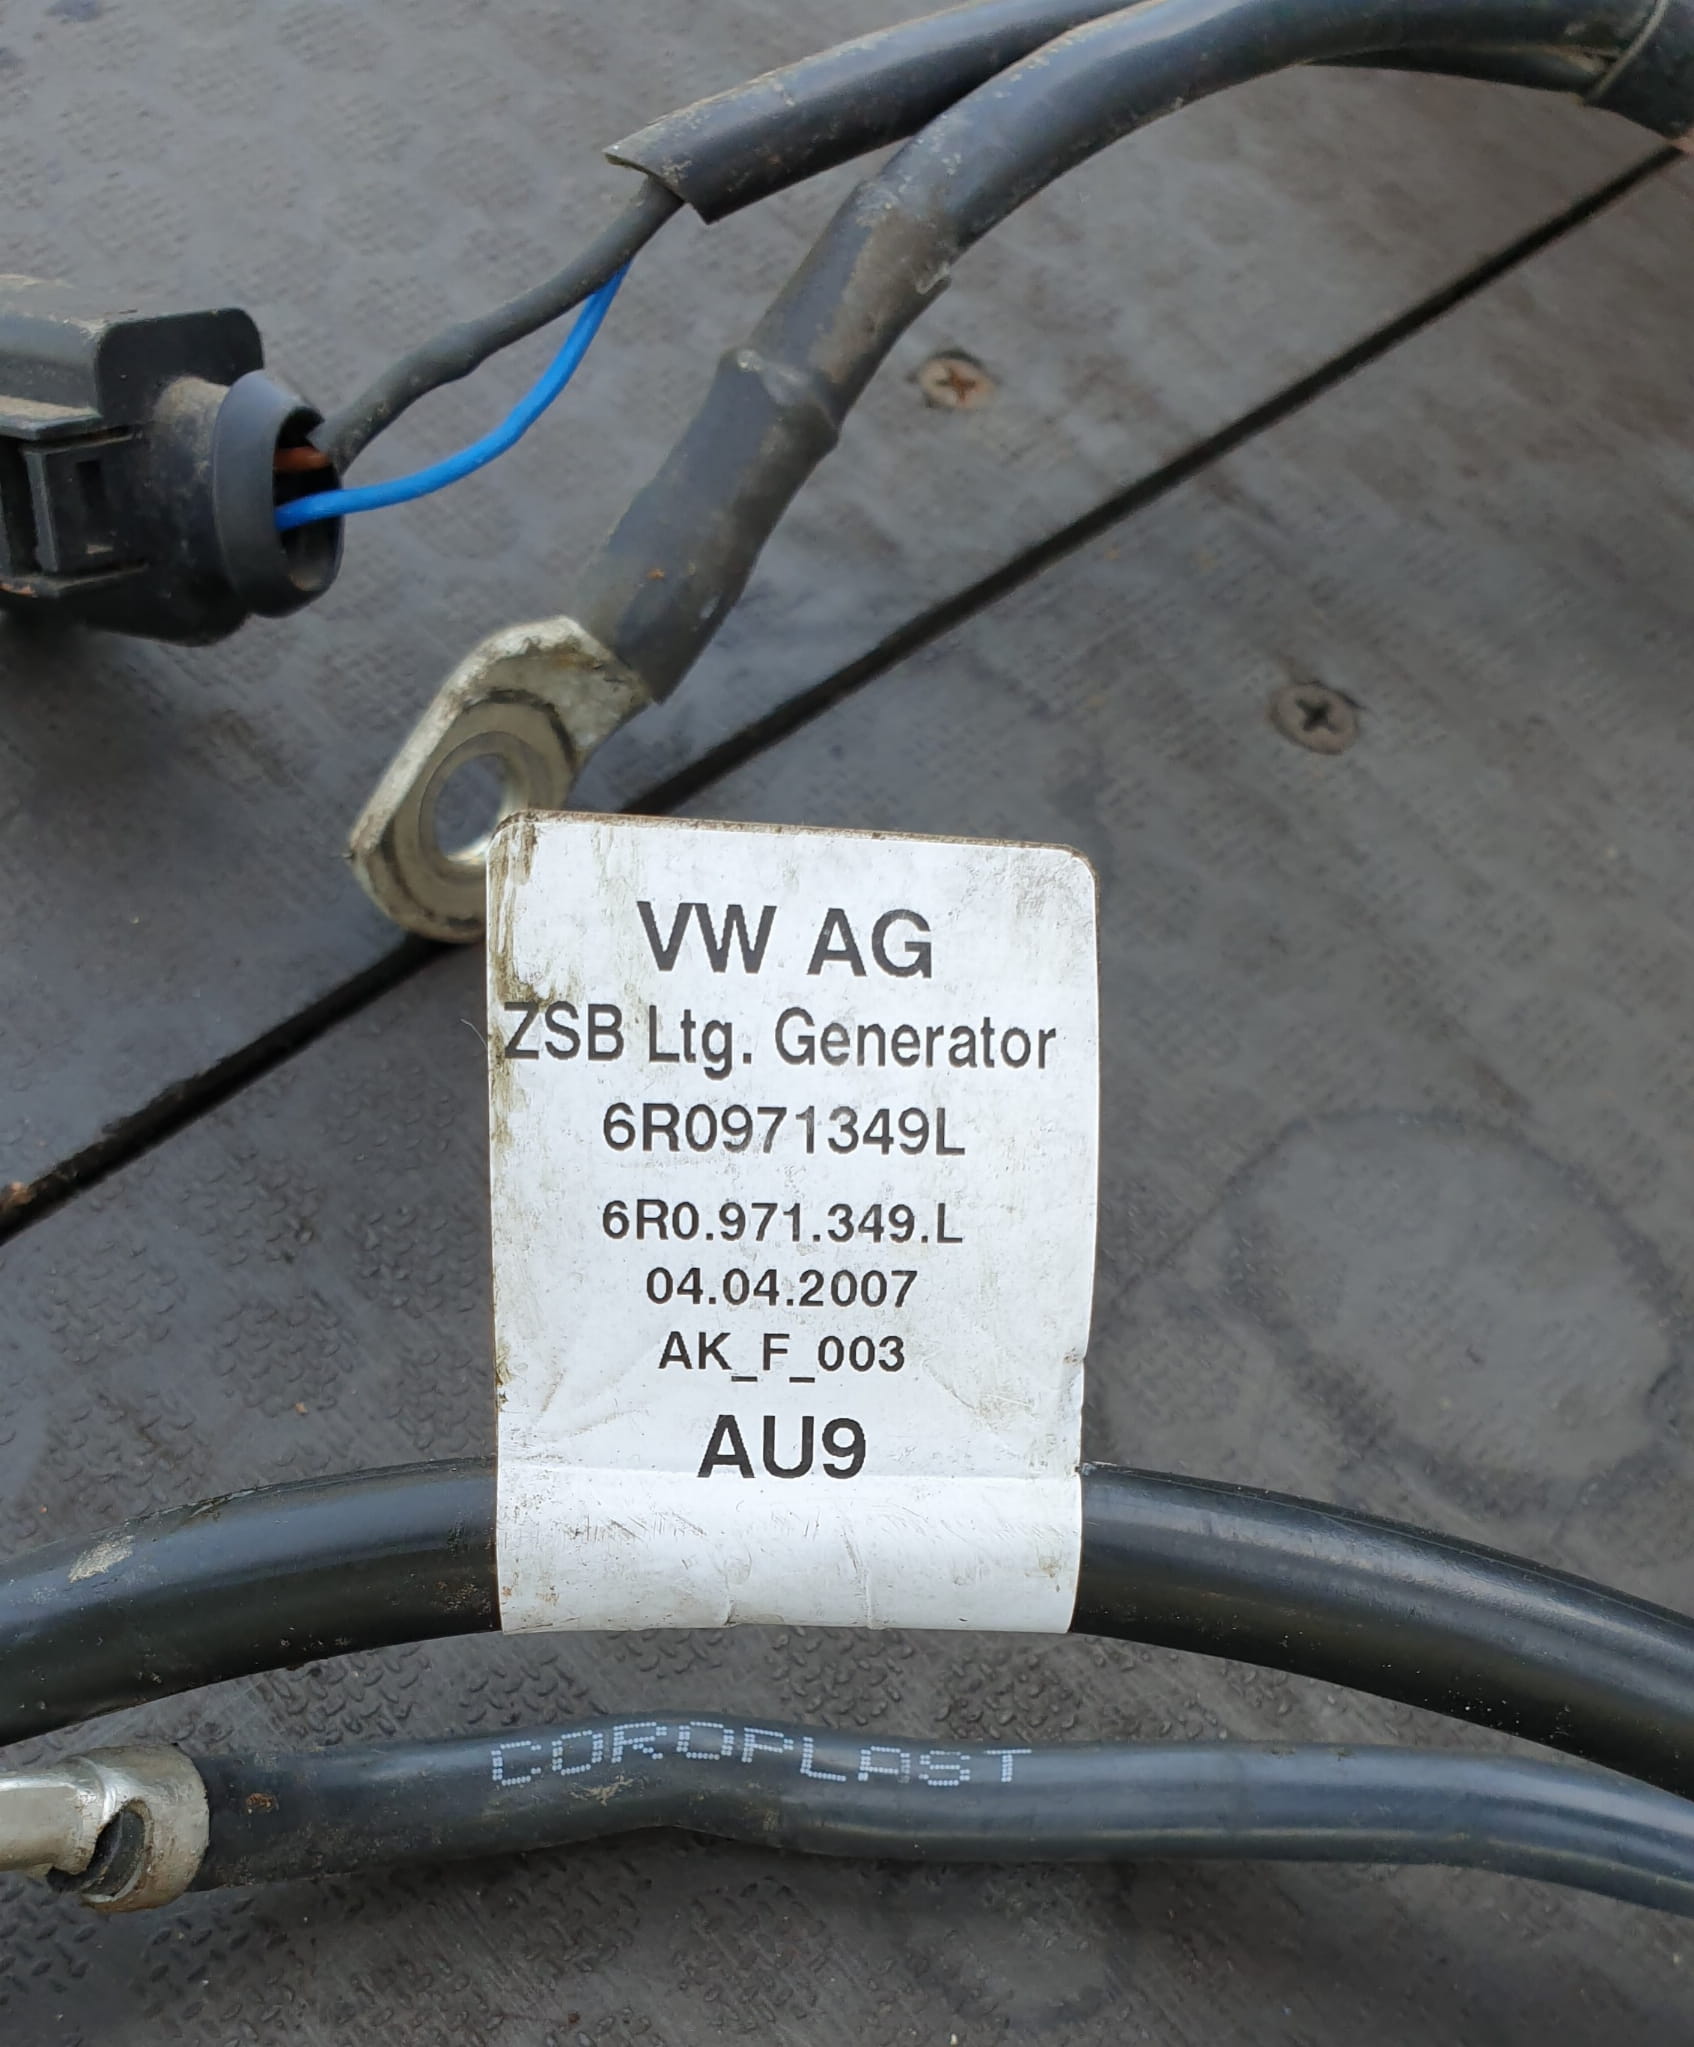 VW AG
ZSB Ltg. Generator
6R0971349L
6R0.971.349.L
04.04.2007
AK_F_003
AU9
COROPLAST